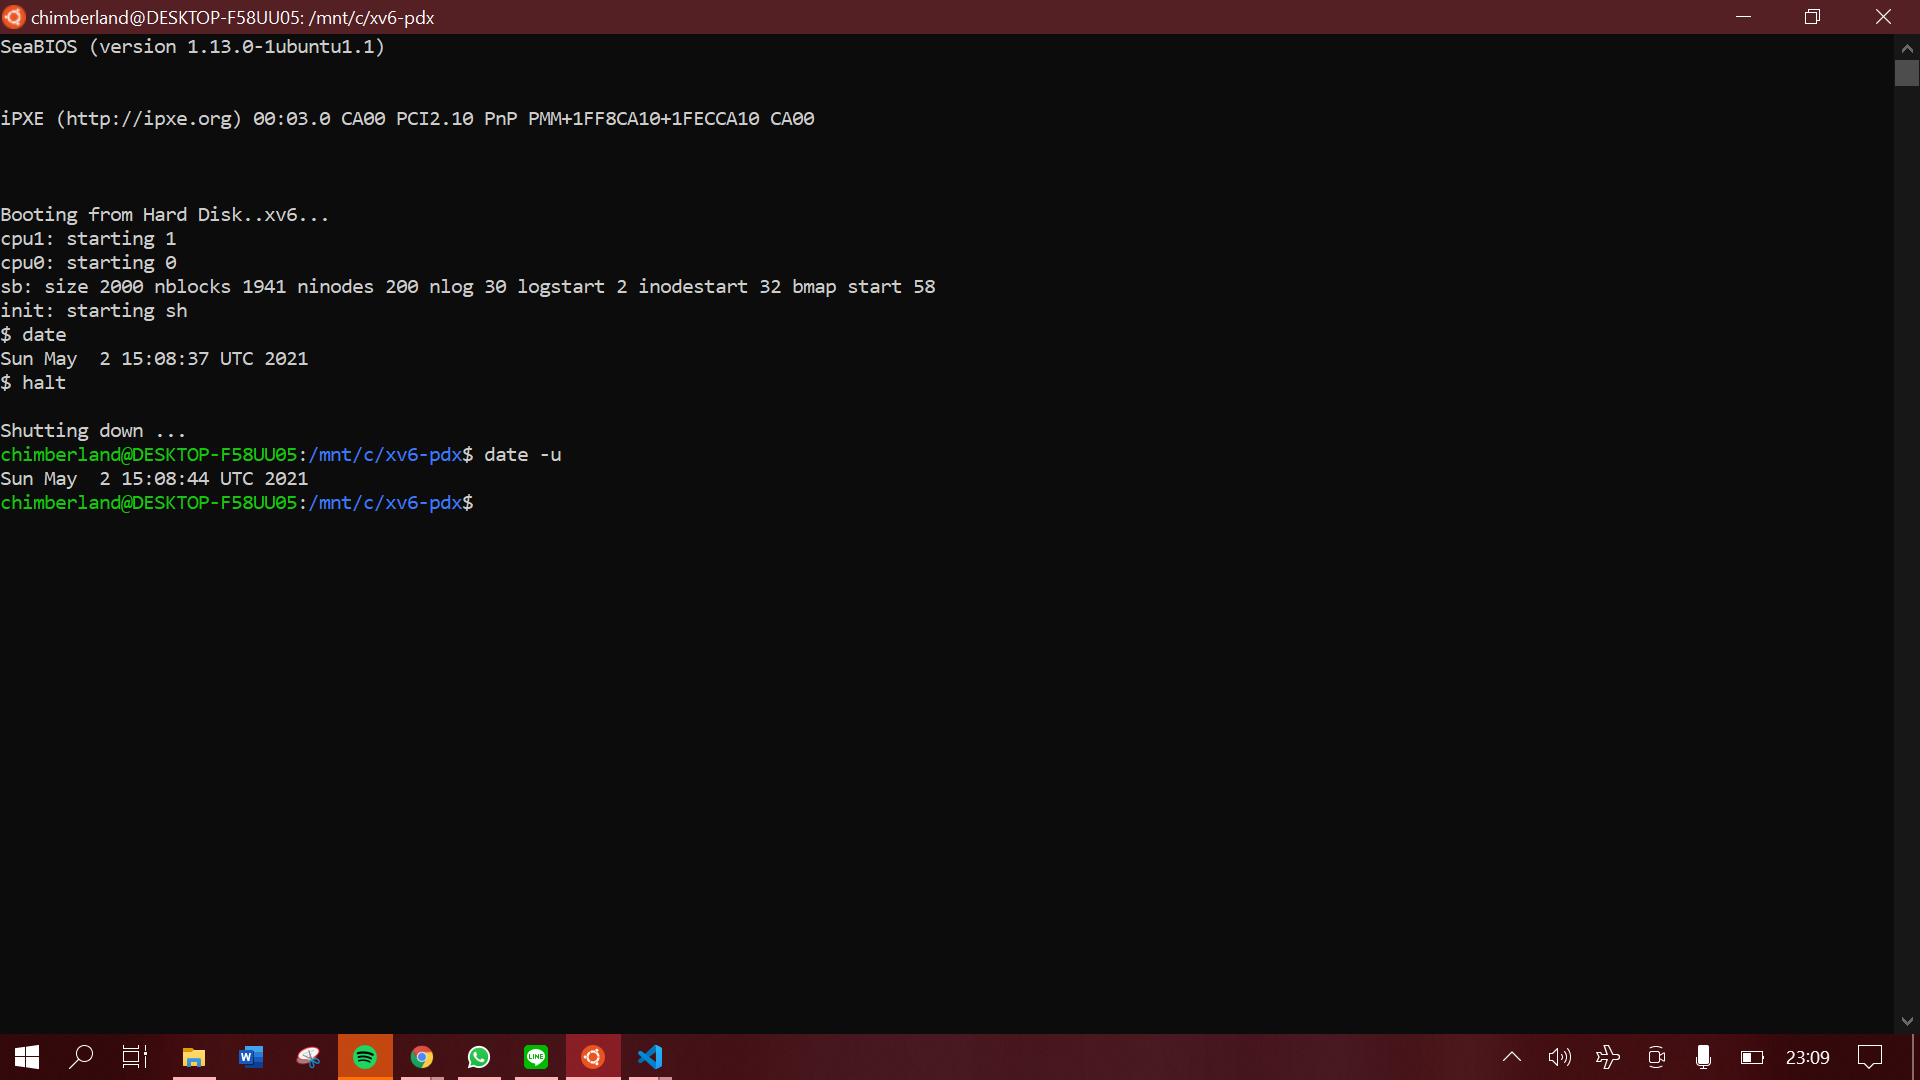 chimberland@DESKTOP-F58UU05: /mnt/c/xv6-pdx
SeaBIOS (version 1.13.0-1ubuntu1.1)
iPXE (http://ipxe.org) 00:03.0 CA00 PCI2.10 PnP PMM+1FF8CA10+1FECCA10 CA00
Booting from Hard Disk..xv6...
cpu1: starting 1
cpu0: starting 0
sb: size 2000 nblocks 1941 ninodes 200 nlog 30 logstart 2 inodestart 32 bmap start 58
init: starting sh
$ date
Sun May  2 15:08:37 UTC 2021
$ halt
Shutting down ...
chimberland@DESKTOP-F58UU05:/mnt/c/xv6-pdx$ date -u
Sun May  2 15:08:44 UTC 2021
chimberland@DESKTOP-F58UU05:/mnt/c/xv6-pdx$
W
LINE
23:09